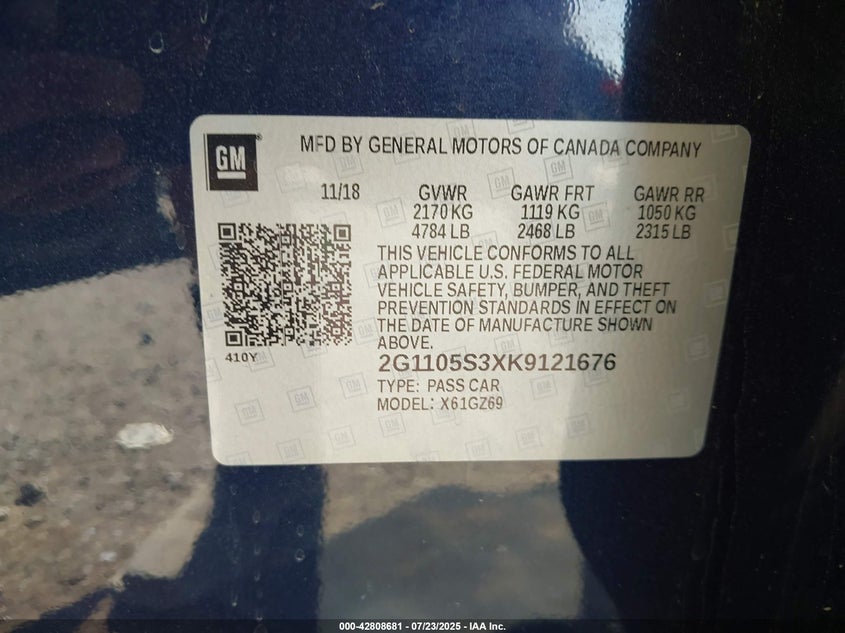 GM
MFD BY GENERAL MOTORS OF CANADA COMPANY
11/18 GVWR GAWR FRT GAWR RR
2170 KG 1119 KG 1050 KG
4784 LB 2468 LB 2315 LB
THIS VEHICLE CONFORMS TO ALL
APPLICABLE U.S. FEDERAL MOTOR
VEHICLE SAFETY, BUMPER, AND THEFT
PREVENTION STANDARDS IN EFFECT ON
THE DATE OF MANUFACTURE SHOWN
ABOVE.
410Y
2G1105S3XK9121676
TYPE: PASS CAR
MODEL: X61GZ69
000-42808681 - 07/23/2025 - IAA Inc.